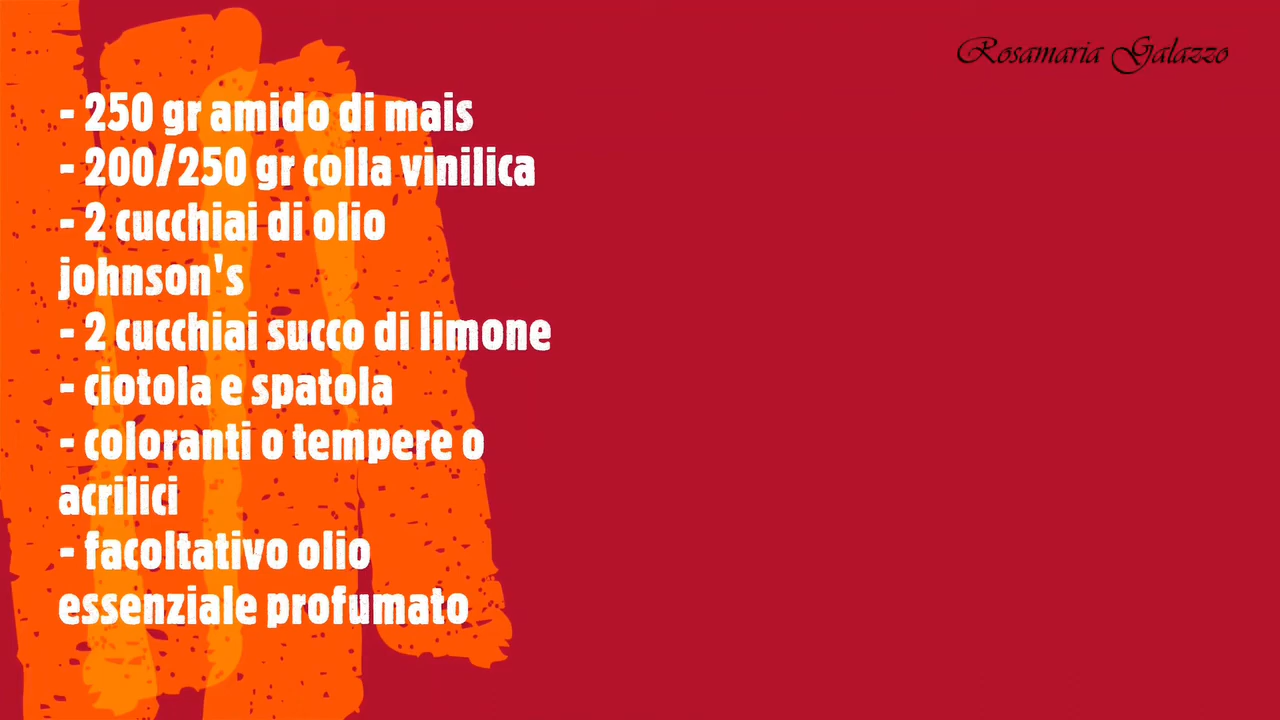 Rosamaria Galazzo
- 250 gr amido di mais
- 200/250 gr colla vinilica
- 2 cucchiai di olio
johnson's
- 2 cucchiai succo di limone
- ciotola e spatola
- coloranti o tempere o
acrilici
- facoltativo olio
essenziale profumato